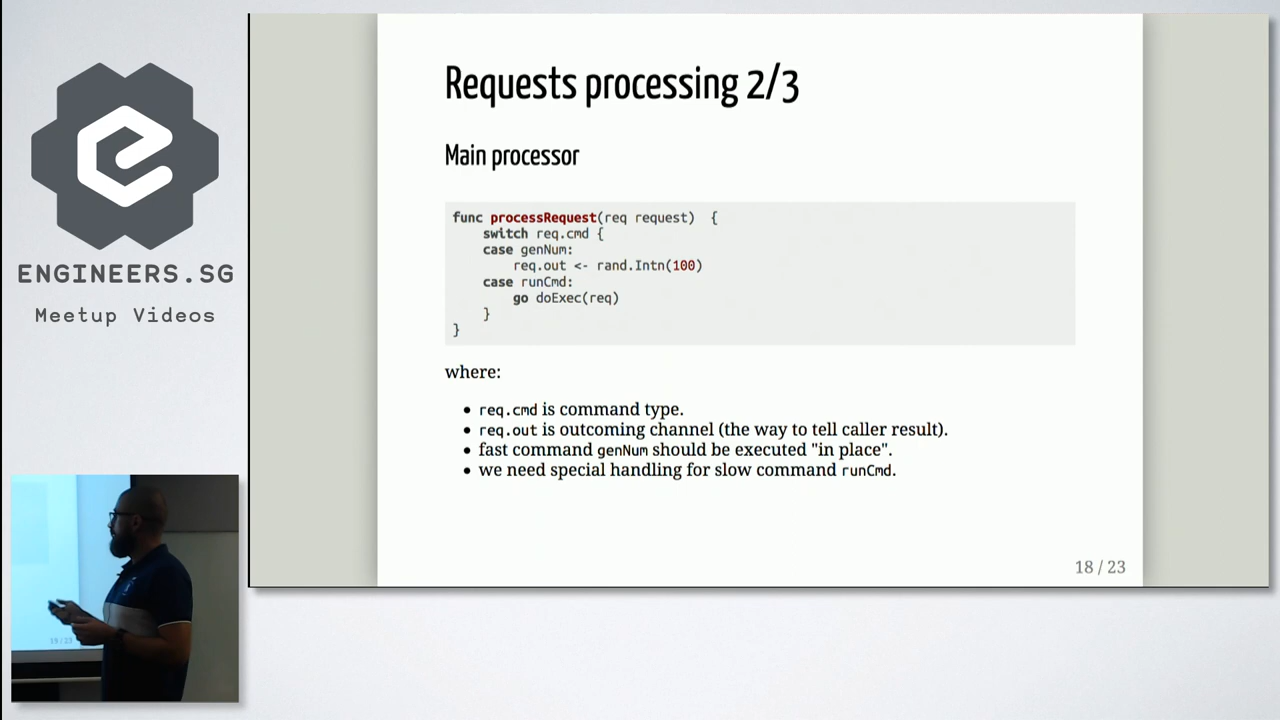 ENGINEERS.SG
Meetup Videos
Requests processing 2/3
Main processor
func processRequest(req request)  {
    switch req.cmd {
    case genNum:
        req.out <- rand.Intn(100)
    case runCmd:
        go doExec(req)
    }
}
where:
• req.cmd is command type.
• req.out is outcoming channel (the way to tell caller result).
• fast command genNum should be executed "in place".
• we need special handling for slow command runCmd.
18 / 23
19 / 23